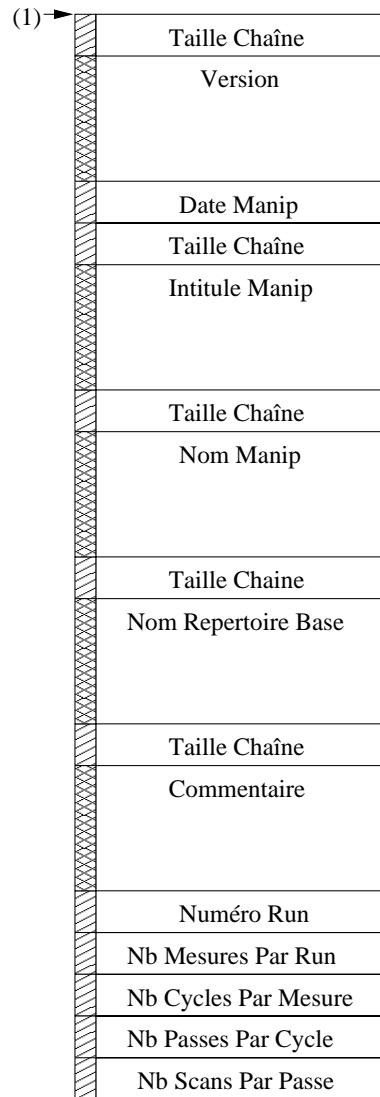 (1)
Taille Chaîne
Version
Date Manip
Taille Chaîne
Intitule Manip
Taille Chaîne
Nom Manip
Taille Chaine
Nom Repertoire Base
Taille Chaîne
Commentaire
Numéro Run
Nb Mesures Par Run
Nb Cycles Par Mesure
Nb Passes Par Cycle
Nb Scans Par Passe